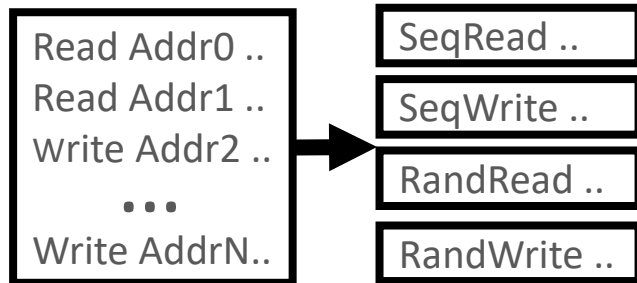 Read Addr0 ..
Read Addr1 ..
Write Addr2 ..
...
Write AddrN..
SeqRead ..
SeqWrite ..
RandRead ..
RandWrite ..